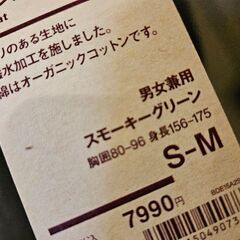 りのある生地に
水加工を施しました。
綿はオーガニックコットンです。
男女兼用
スモーキーグリーン
胸囲80-96 身長156-175
S-M
7990円